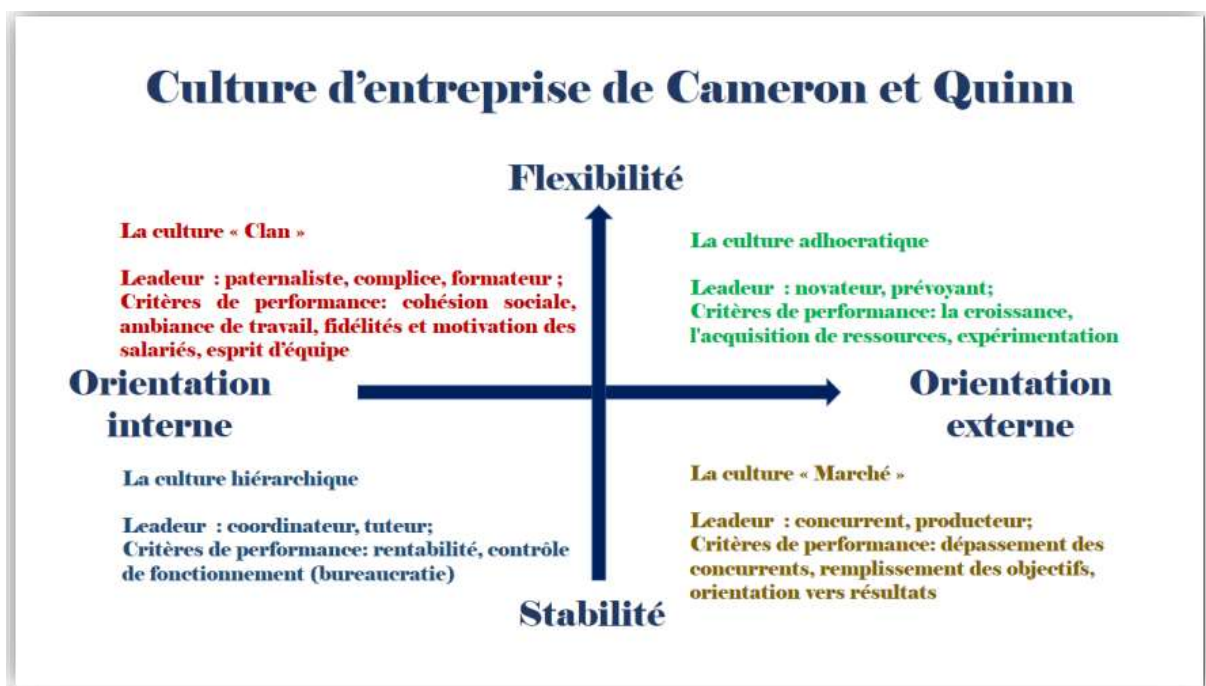 Culture d'entreprise de Cameron et Quinn
Flexibilité
La culture « Clan »
Leadeur : paternaliste, complice, formateur ;
Critères de performance: cohésion sociale,
ambiance de travail, fidélités et motivation des
salariés, esprit d'équipe
La culture adhocratique
Leadeur : novateur, prévoyant;
Critères de performance: la croissance,
l'acquisition de ressources, expérimentation
Orientation
interne
Orientation
externe
La culture hiérarchique
Leadeur : coordinateur, tuteur;
Critères de performance: rentabilité, contrôle
de fonctionnement (bureaucratie)
La culture « Marché »
Leadeur : concurrent, producteur;
Critères de performance: dépassement des
concurrents, remplissement des objectifs,
orientation vers résultats
Stabilité